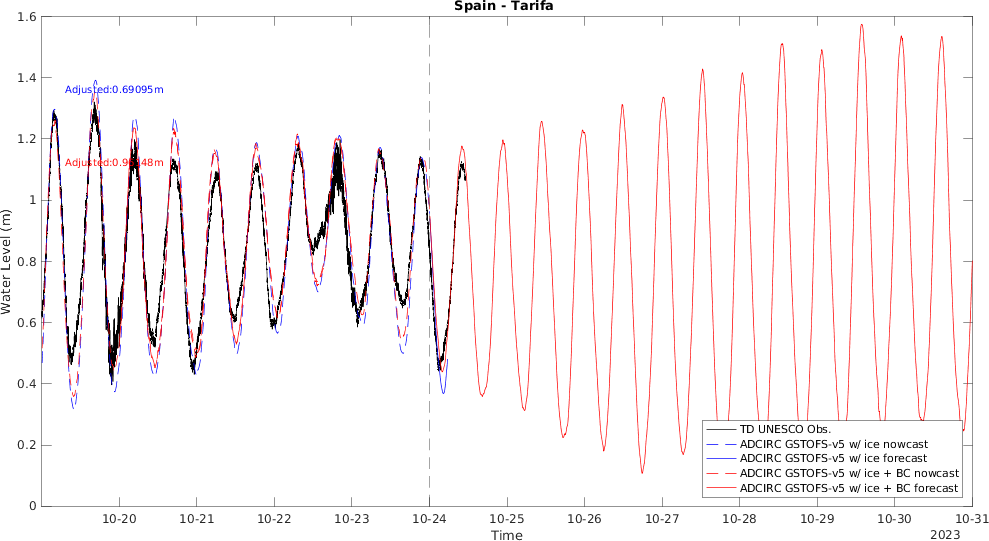 Spain - Tarifa
Water Level (m)
1.6
1.4
1.2
1
0.8
0.6
0.4
0.2
0
Adjusted:0.69095m
10-20
10-21
10-22
10-23
10-24
10-25
10-26
10-27
10-28
10-29
10-30
10-31
Time
2023
TD UNESCO Obs.
ADCIRC GSTOFS-v5 w/ ice nowcast
ADCIRC GSTOFS-v5 w/ ice forecast
ADCIRC GSTOFS-v5 w/ ice + BC nowcast
ADCIRC GSTOFS-v5 w/ ice + BC forecast